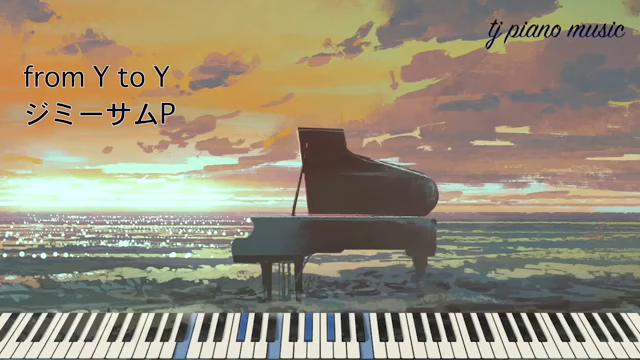 tj piano music
from Y to Y
ジミーサムP